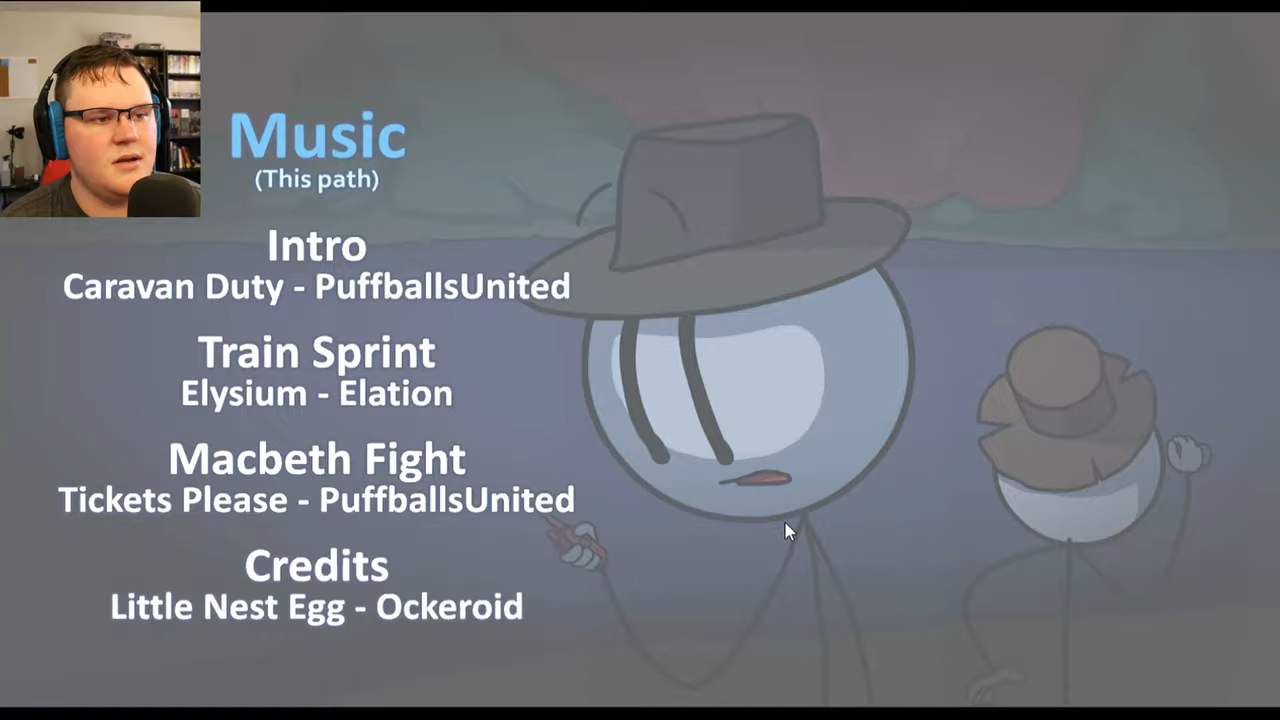 Music
(This path)
Intro
Caravan Duty - PuffballsUnited
Train Sprint
Elysium - Elation
Macbeth Fight
Tickets Please - PuffballsUnited
Credits
Little Nest Egg - Ockeroid